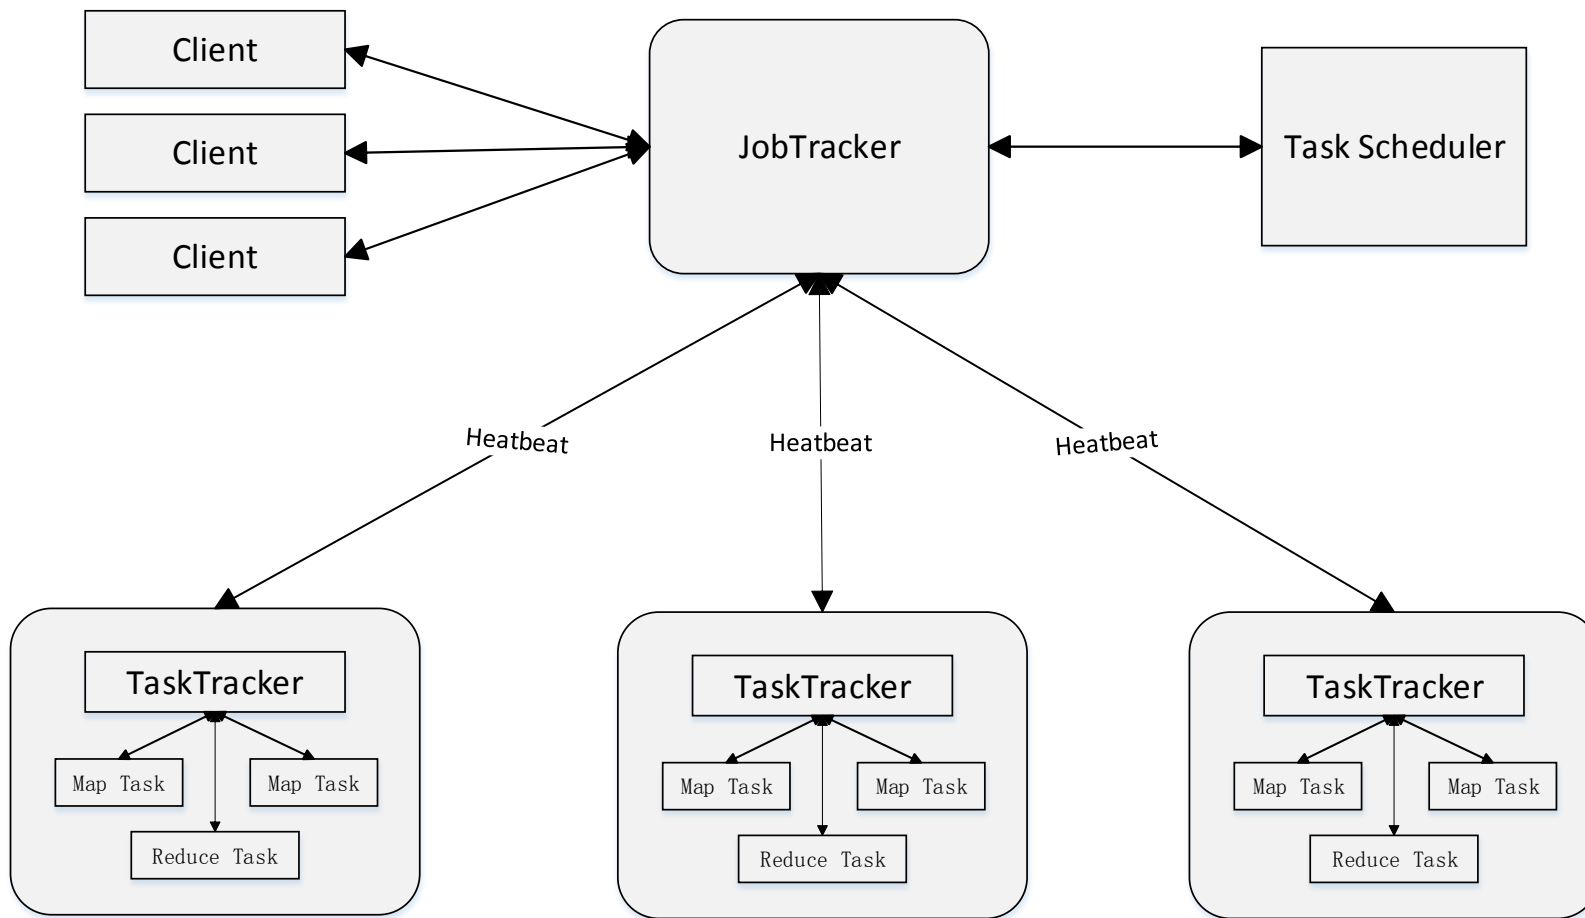 Client
Client
Client
JobTracker
Task Scheduler
Heatbeat
Heatbeat
Heatbeat
TaskTracker
Map Task
Map Task
Reduce Task
TaskTracker
Map Task
Map Task
Reduce Task
TaskTracker
Map Task
Map Task
Reduce Task